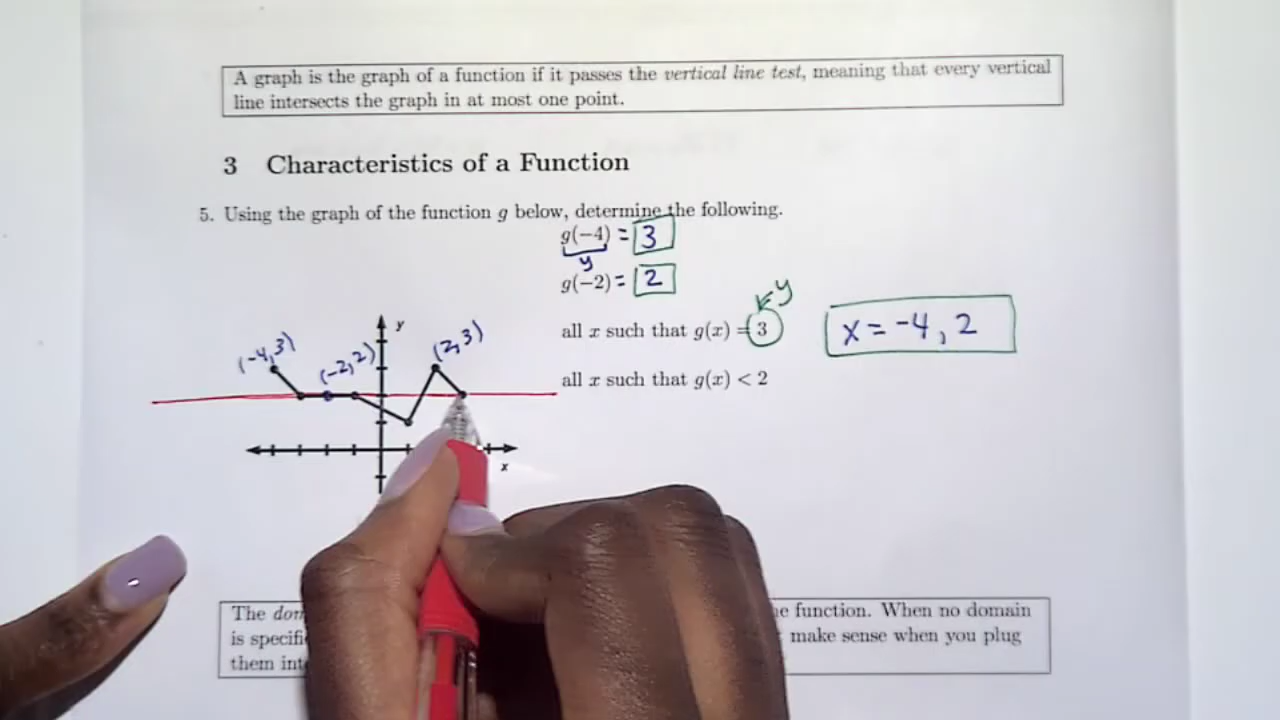 A graph is the graph of a function if it passes the vertical line test, meaning that every vertical
line intersects the graph in at most one point.
3 Characteristics of a Function
5. Using the graph of the function g below, determine the following.
g(−4) = 3
y
g(−2) = 2
y
all x such that g(x) = 3
x = -4, 2
all x such that g(x) < 2
y
(-4,3)
(-2,2)
(2,3)
x
The
function. When no domain
is
make sense when you plug
them